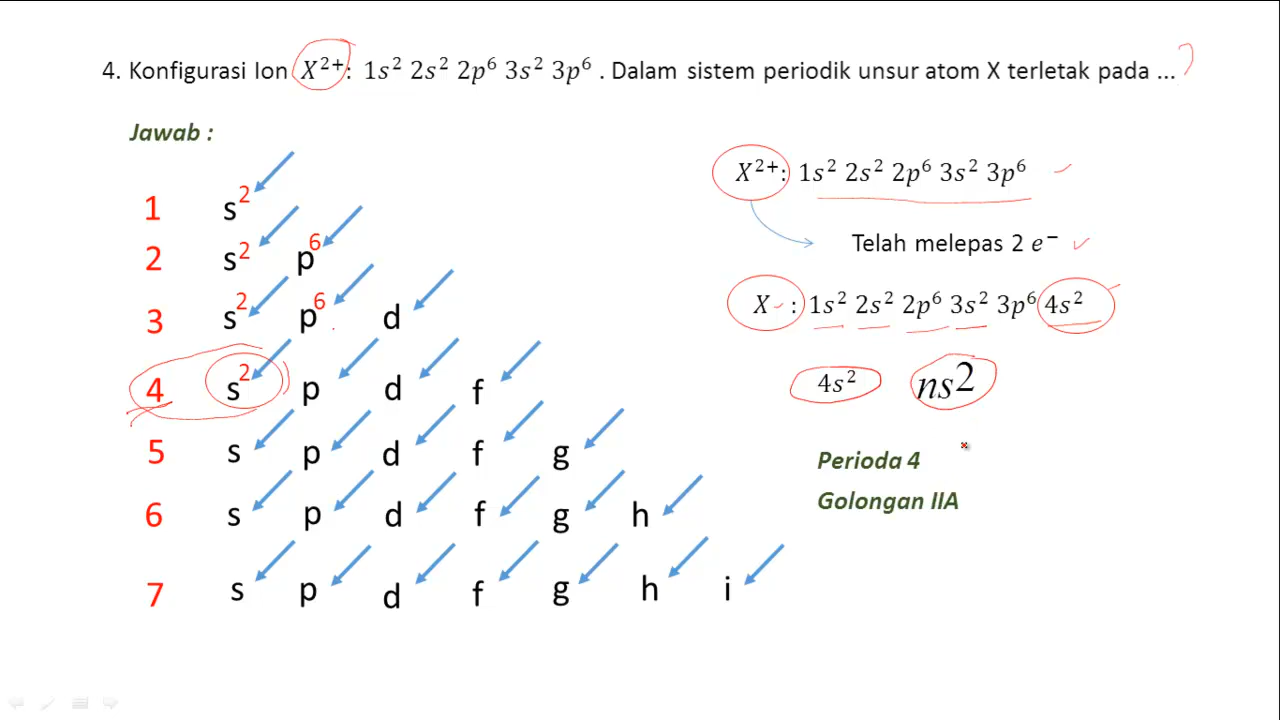 4. Konfigurasi Ion X²⁺: 1s² 2s² 2p⁶ 3s² 3p⁶ . Dalam sistem periodik unsur atom X terletak pada ... ?
Jawab :
1 s²
2 s² p⁶
3 s² p⁶ d
4 s² p d f
5 s p d f g
6 s p d f g h
7 s p d f g h i
X²⁺: 1s² 2s² 2p⁶ 3s² 3p⁶
Telah melepas 2 e⁻
X : 1s² 2s² 2p⁶ 3s² 3p⁶ 4s²
4s² ns²
Perioda 4
Golongan IIA